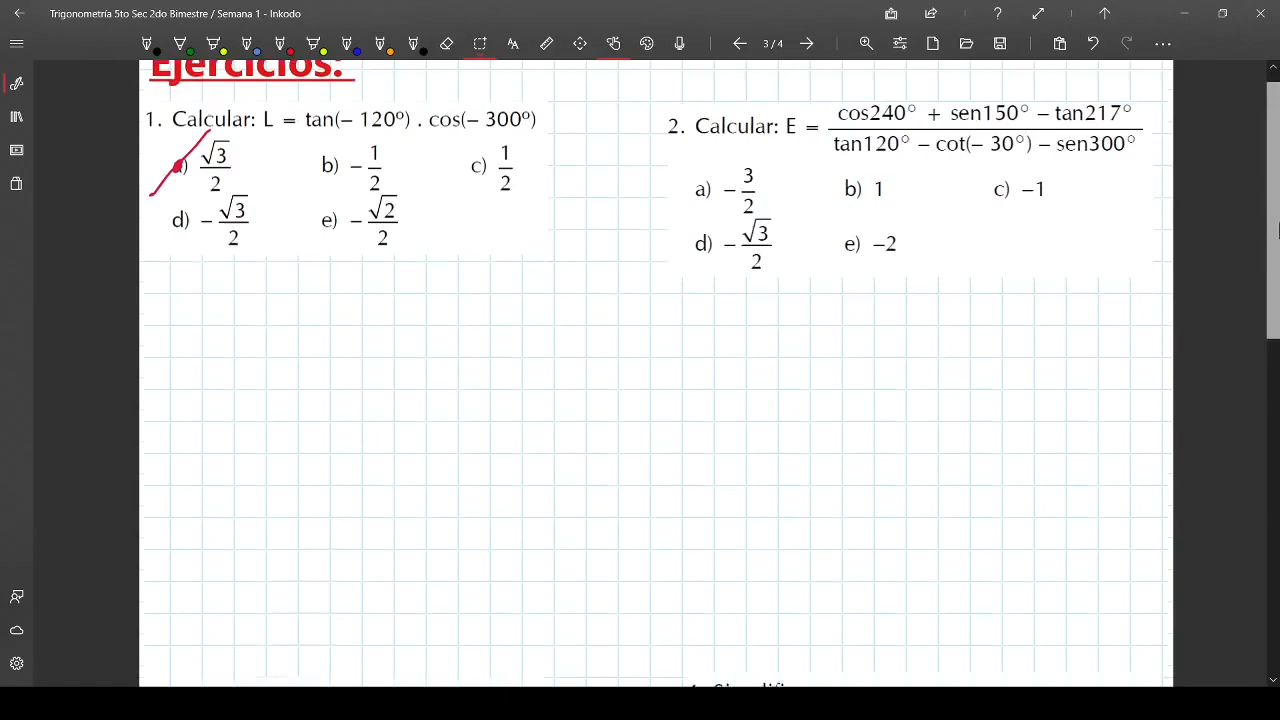 Trigonometría 5to Sec 2do Bimestre / Semana 1 - Inkodo
3 / 4
Ejercicios:
1. Calcular: L = tan(− 120º) . cos(− 300º)
a) √3/2 b) − 1/2 c) 1/2
d) − √3/2 e) − √2/2
2. Calcular: E = (cos240° + sen150° − tan217°) / (tan120° − cot(− 30°) − sen300°)
a) − 3/2 b) 1 c) −1
d) − √3/2 e) −2